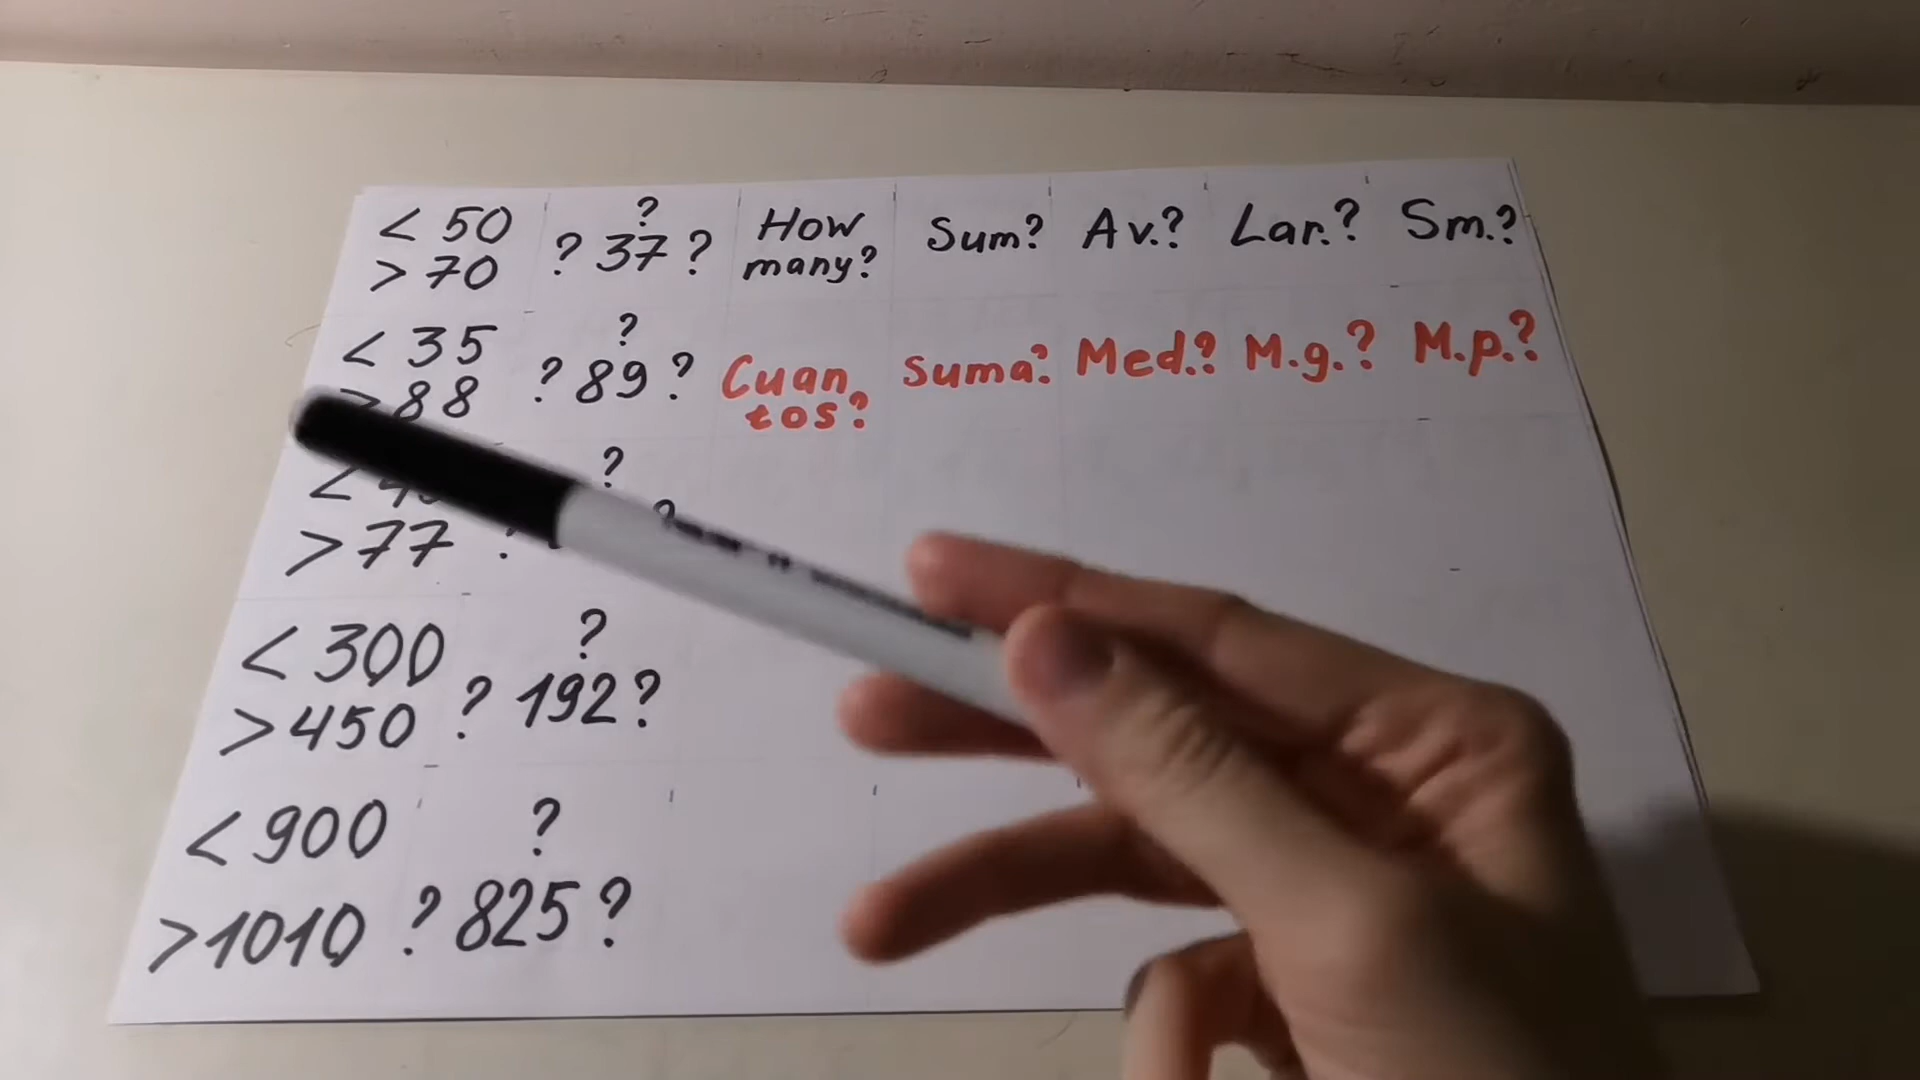 < 50
> 70
?
? 37 ?
How
many?
Sum?
Av.?
Lar.?
Sm.?
< 35
> 88
?
? 89 ?
Cuan
tos?
Suma?
Med.?
M.g.?
M.p.?
<
?
> 77
?
?
< 300
> 450
?
? 192 ?
< 900
> 1010
?
? 825 ?